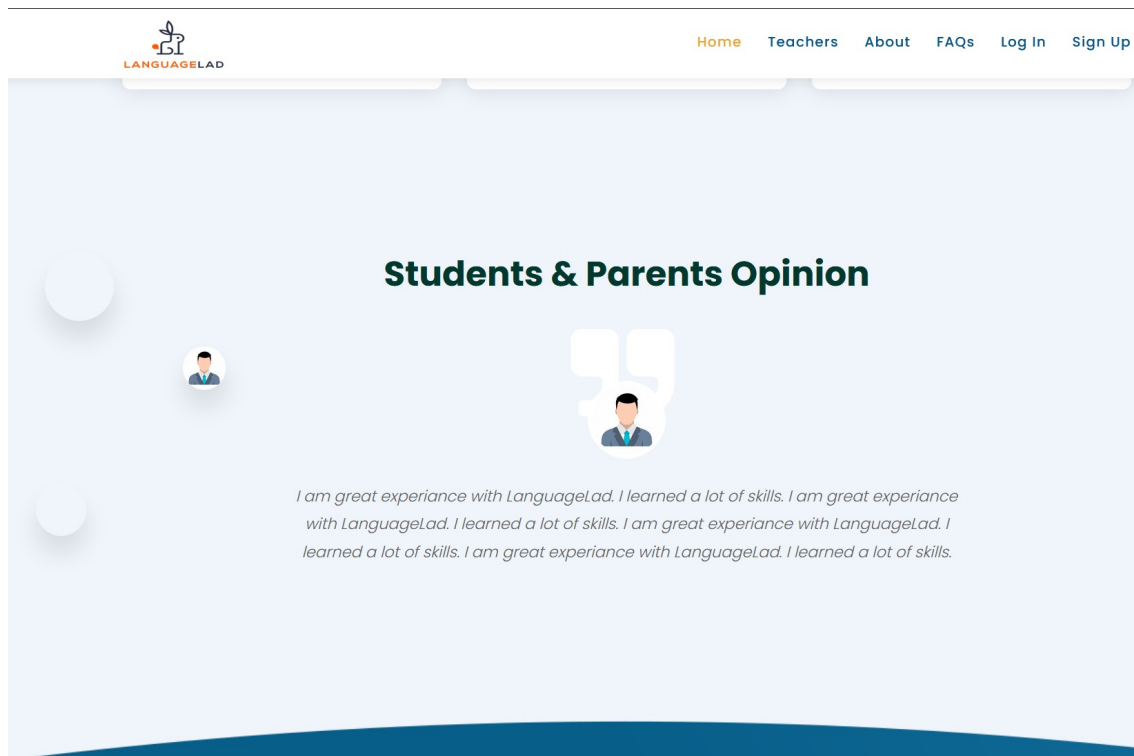 LANGUAGELAD
Home Teachers About FAQs Log In Sign Up
Students & Parents Opinion
I am great experiance with LanguageLad. I learned a lot of skills. I am great experiance
with LanguageLad. I learned a lot of skills. I am great experiance with LanguageLad. I
learned a lot of skills. I am great experiance with LanguageLad. I learned a lot of skills.